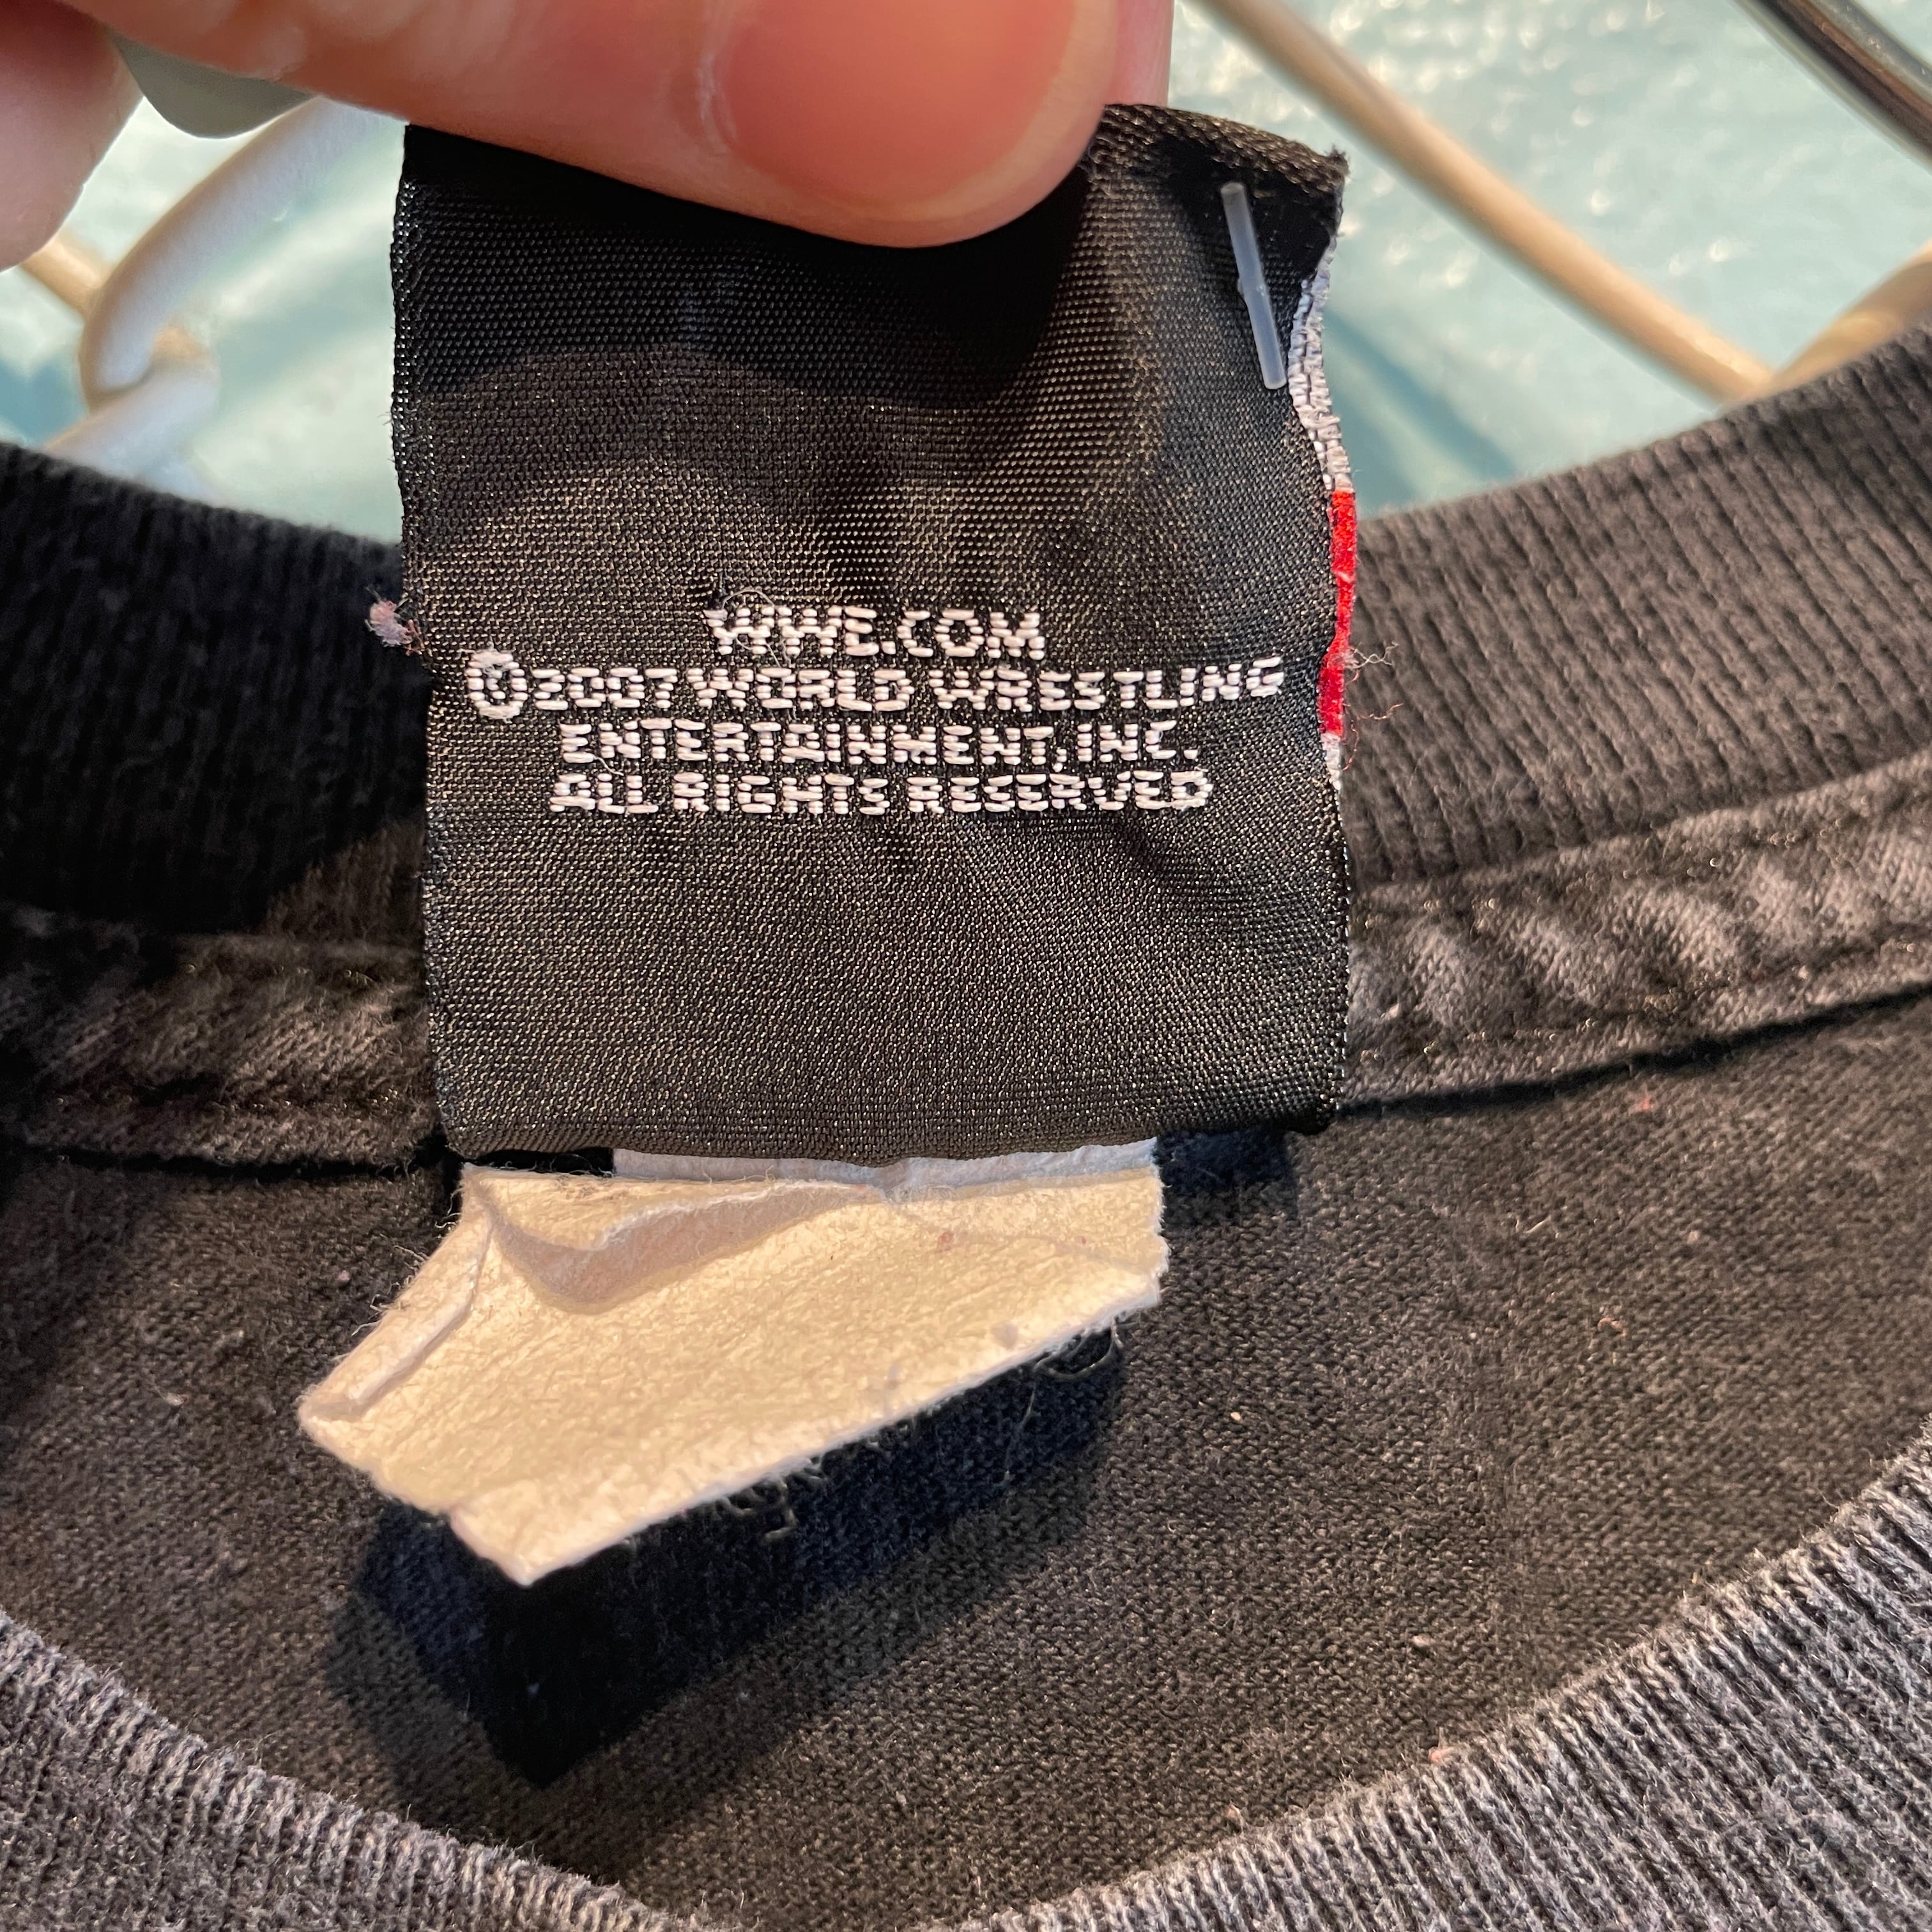 WWE.COM
©2007 WORLD WRESTLING
ENTERTAINMENT, INC.
ALL RIGHTS RESERVED